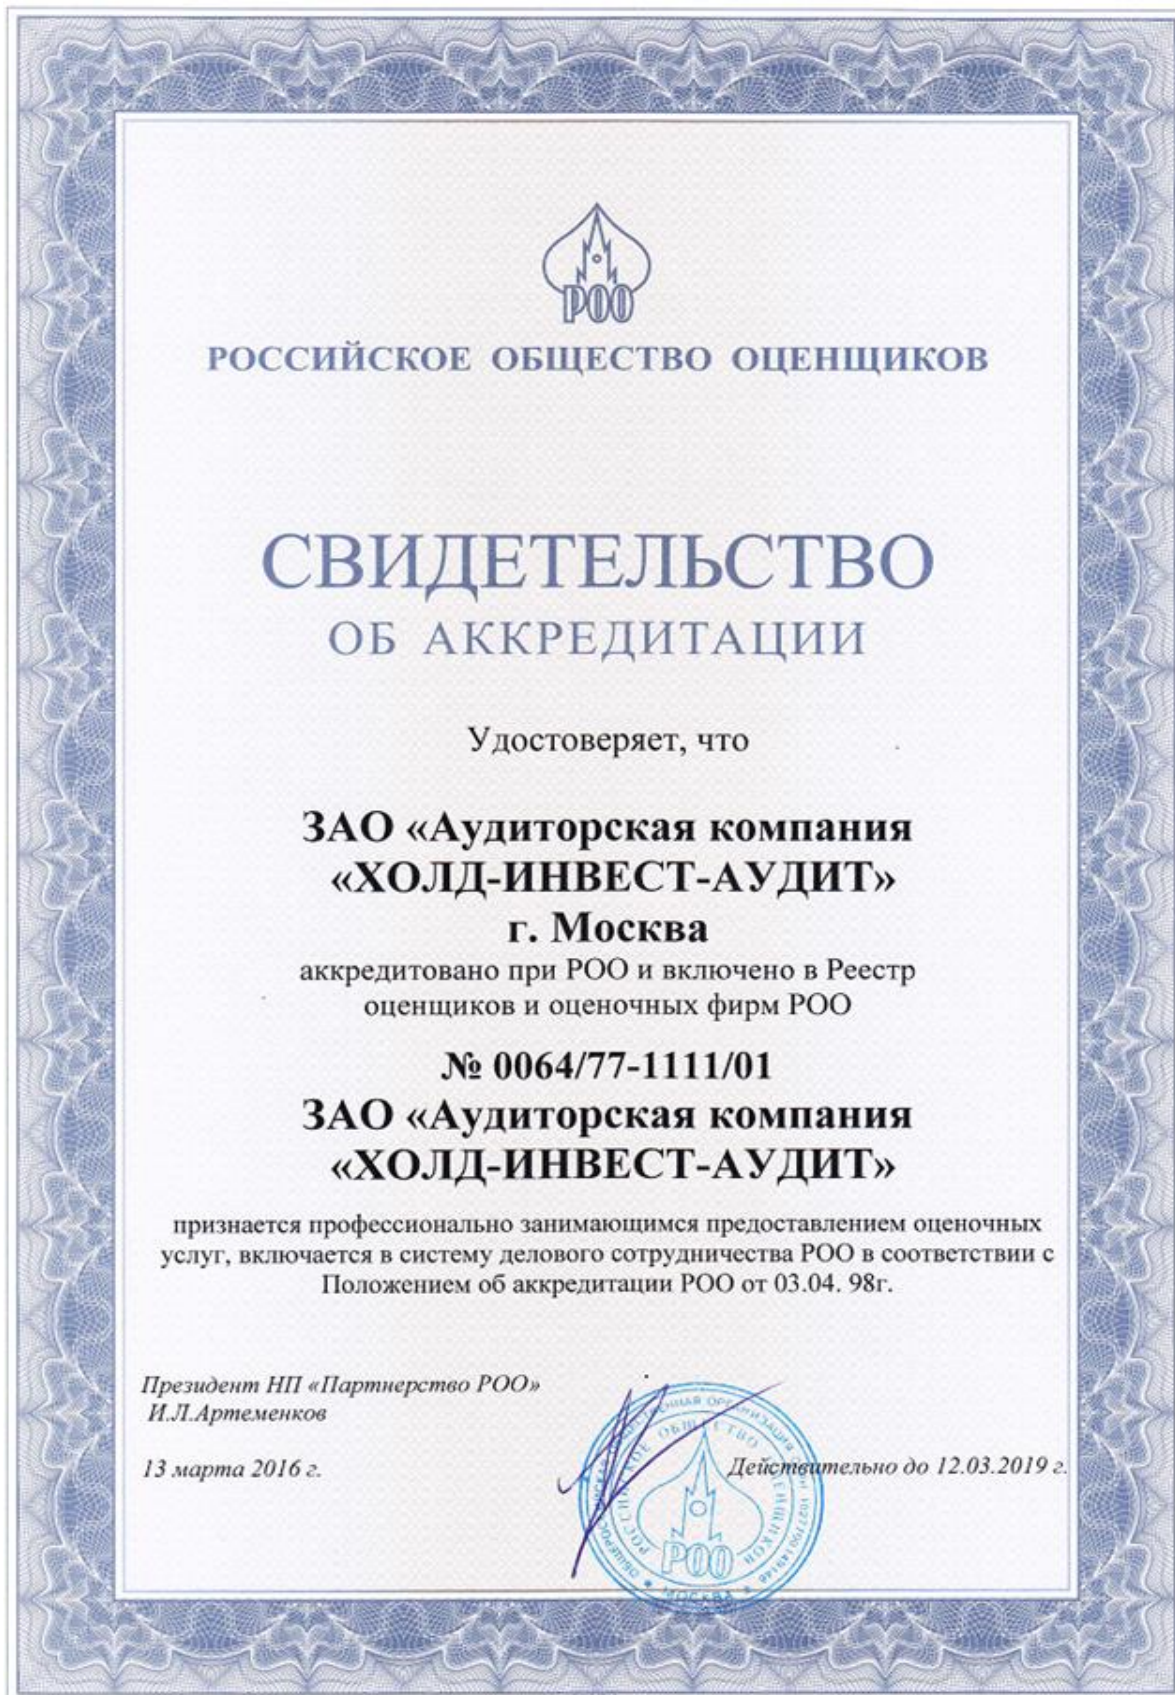 РОО
РОССИЙСКОЕ ОБЩЕСТВО ОЦЕНЩИКОВ
СВИДЕТЕЛЬСТВО
ОБ АККРЕДИТАЦИИ
Удостоверяет, что
ЗАО «Аудиторская компания
«ХОЛД-ИНВЕСТ-АУДИТ»
г. Москва
аккредитовано при РОО и включено в Реестр
оценщиков и оценочных фирм РОО
№ 0064/77-1111/01
ЗАО «Аудиторская компания
«ХОЛД-ИНВЕСТ-АУДИТ»
признается профессионально занимающимся предоставлением оценочных
услуг, включается в систему делового сотрудничества РОО в соответствии с
Положением об аккредитации РОО от 03.04. 98г.
Президент НП «Партнерство РОО»
И.Л.Артеменков
13 марта 2016 г.
Действительно до 12.03.2019 г.
РОССИЙСКОЕ ОБЩЕСТВО ОЦЕНЩИКОВ
РОО
МОСКВА